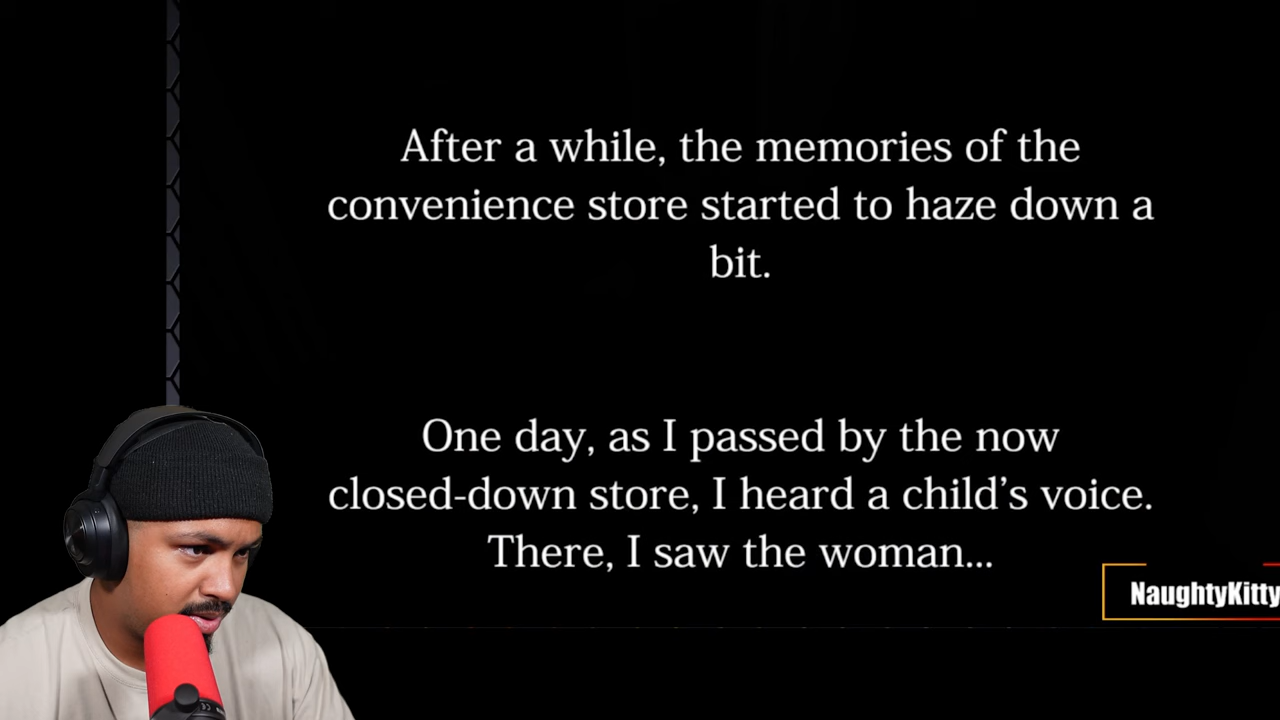 After a while, the memories of the
convenience store started to haze down a
bit.
One day, as I passed by the now
closed-down store, I heard a child’s voice.
There, I saw the woman...
NaughtyKitty